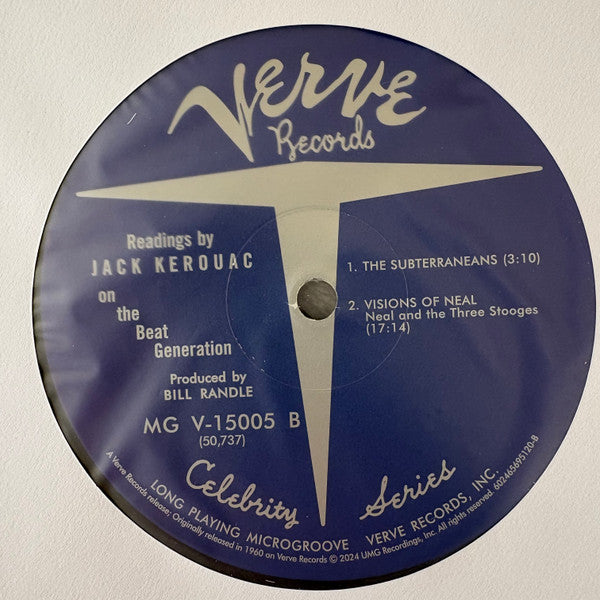 VERVE
Records
Readings by
JACK KEROUAC
on
the
Beat
Generation
Produced by
BILL RANDLE
MG V-15005 B
(50,737)
1. THE SUBTERRANEANS (3:10)
2. VISIONS OF NEAL
Neal and the Three Stooges
(17:14)
Celebrity Series
LONG PLAYING MICROGROOVE VERVE RECORDS, INC.
A Verve Records release; Originally released in 1960 on Verve Records © 2024 UMG Recordings, Inc. All rights reserved. 602465695120-B